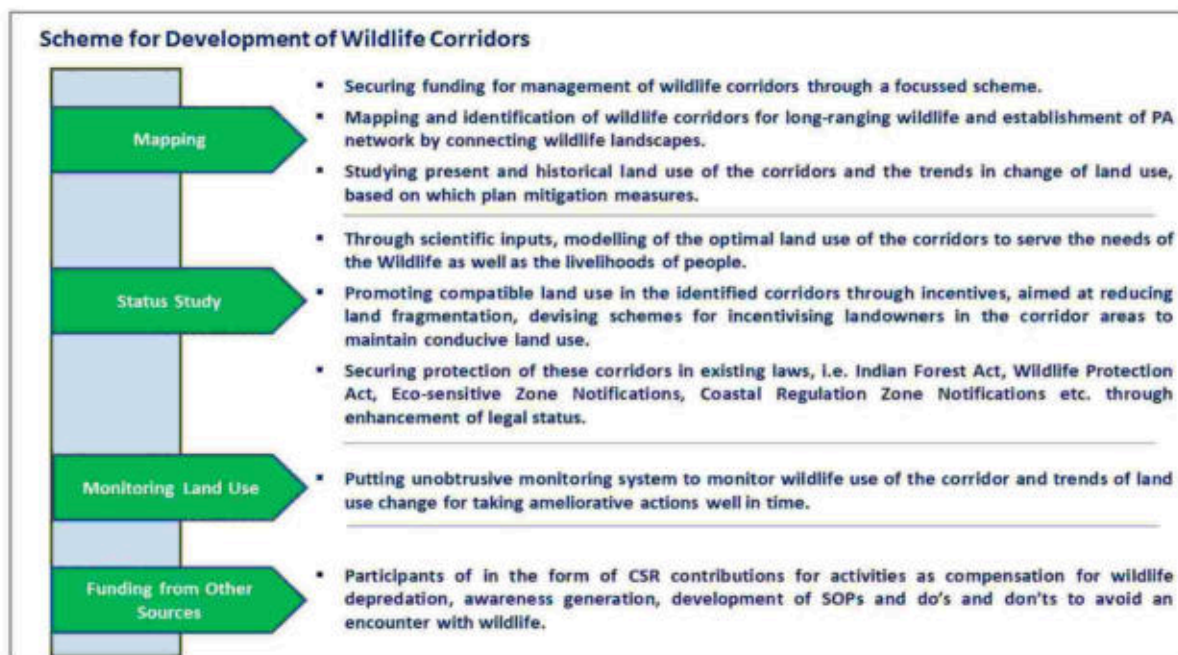 Scheme for Development of Wildlife Corridors
Mapping
▪ Securing funding for management of wildlife corridors through a focussed scheme.
▪ Mapping and identification of wildlife corridors for long-ranging wildlife and establishment of PA
network by connecting wildlife landscapes.
▪ Studying present and historical land use of the corridors and the trends in change of land use,
based on which plan mitigation measures.
Status Study
▪ Through scientific inputs, modelling of the optimal land use of the corridors to serve the needs of
the Wildlife as well as the livelihoods of people.
▪ Promoting compatible land use in the identified corridors through incentives, aimed at reducing
land fragmentation, devising schemes for incentivising landowners in the corridor areas to
maintain conducive land use.
▪ Securing protection of these corridors in existing laws, i.e. Indian Forest Act, Wildlife Protection
Act, Eco-sensitive Zone Notifications, Coastal Regulation Zone Notifications etc. through
enhancement of legal status.
Monitoring Land Use
▪ Putting unobtrusive monitoring system to monitor wildlife use of the corridor and trends of land
use change for taking ameliorative actions well in time.
Funding from Other
Sources
▪ Participants of in the form of CSR contributions for activities as compensation for wildlife
depredation, awareness generation, development of SOPs and do's and don'ts to avoid an
encounter with wildlife.